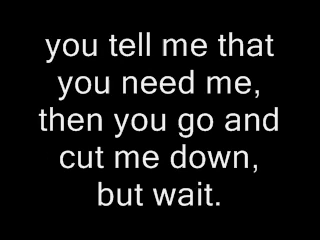 you tell me that
you need me,
then you go and
cut me down,
but wait.